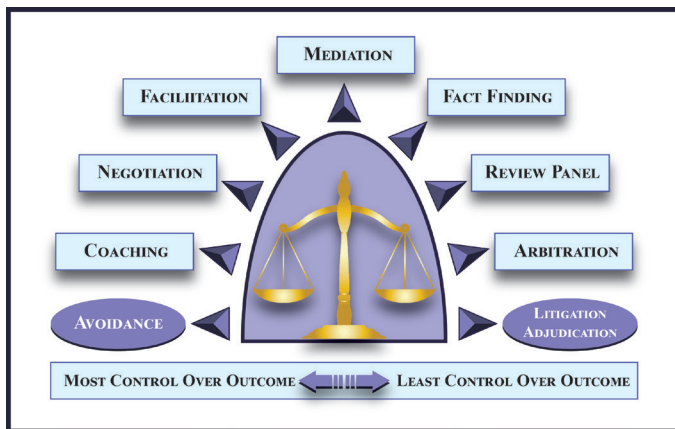 MEDIATION
FACILIITATION
FACT FINDING
NEGOTIATION
REVIEW PANEL
COACHING
ARBITRATION
AVOIDANCE
LITIGATION
ADJUDICATION
MOST CONTROL OVER OUTCOME
LEAST CONTROL OVER OUTCOME